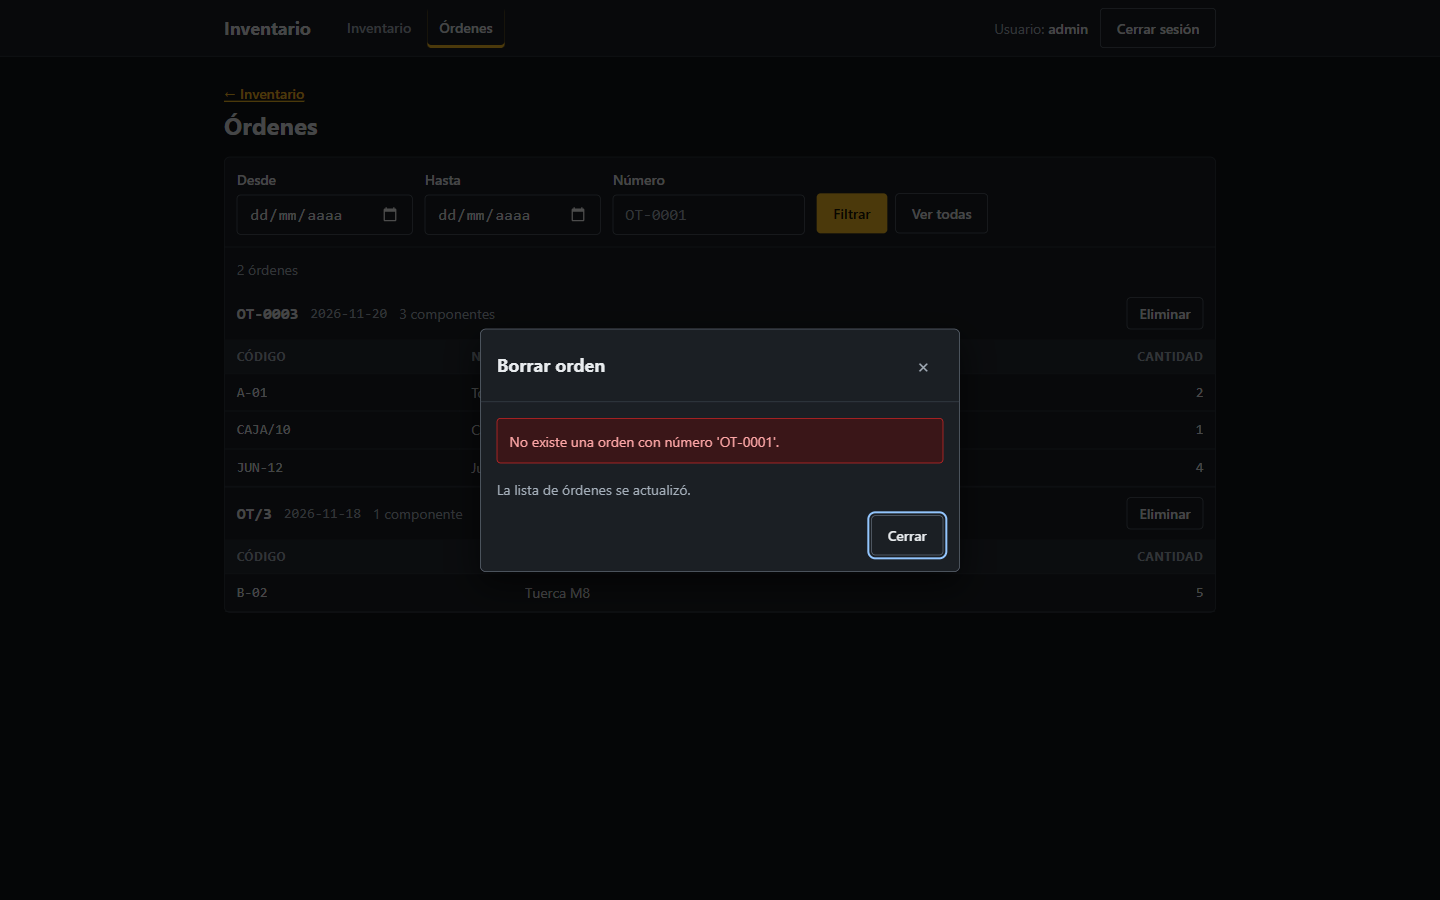 Inventario Inventario Órdenes Usuario: admin Cerrar sesión
← Inventario
Órdenes
Desde Hasta Número
dd/mm/aaaa dd/mm/aaaa OT-0001 Filtrar Ver todas
2 órdenes
OT-0003 2026-11-20 3 componentes Eliminar
CÓDIGO CANTIDAD
A-01 2
CAJA/10 1
JUN-12 4
OT/3 2026-11-18 1 componente Eliminar
CÓDIGO CANTIDAD
B-02 Tuerca M8 5
Borrar orden ×
No existe una orden con número 'OT-0001'.
La lista de órdenes se actualizó.
Cerrar